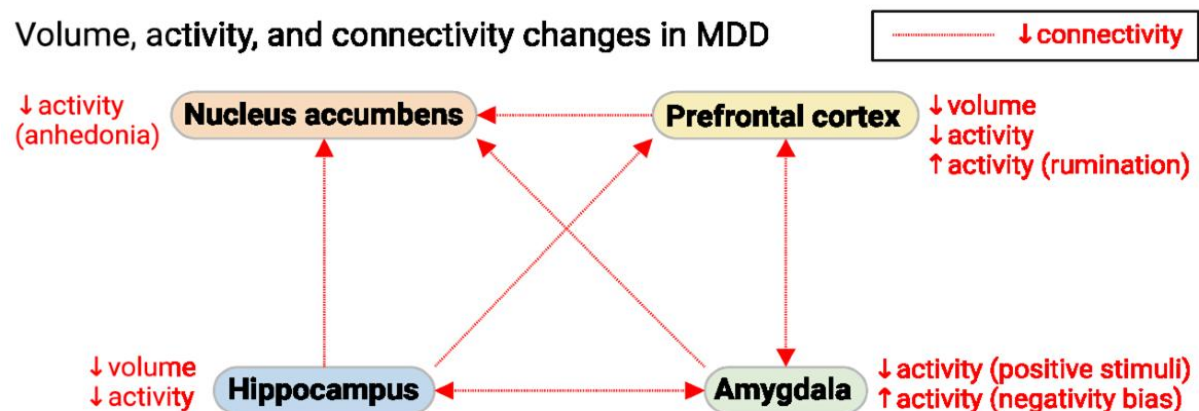 Volume, activity, and connectivity changes in MDD
↓connectivity
↓activity
(anhedonia)
Nucleus accumbens
Prefrontal cortex
↓volume
↓activity
↑activity (rumination)
↓volume
↓activity
Hippocampus
Amygdala
↓activity (positive stimuli)
↑activity (negativity bias)